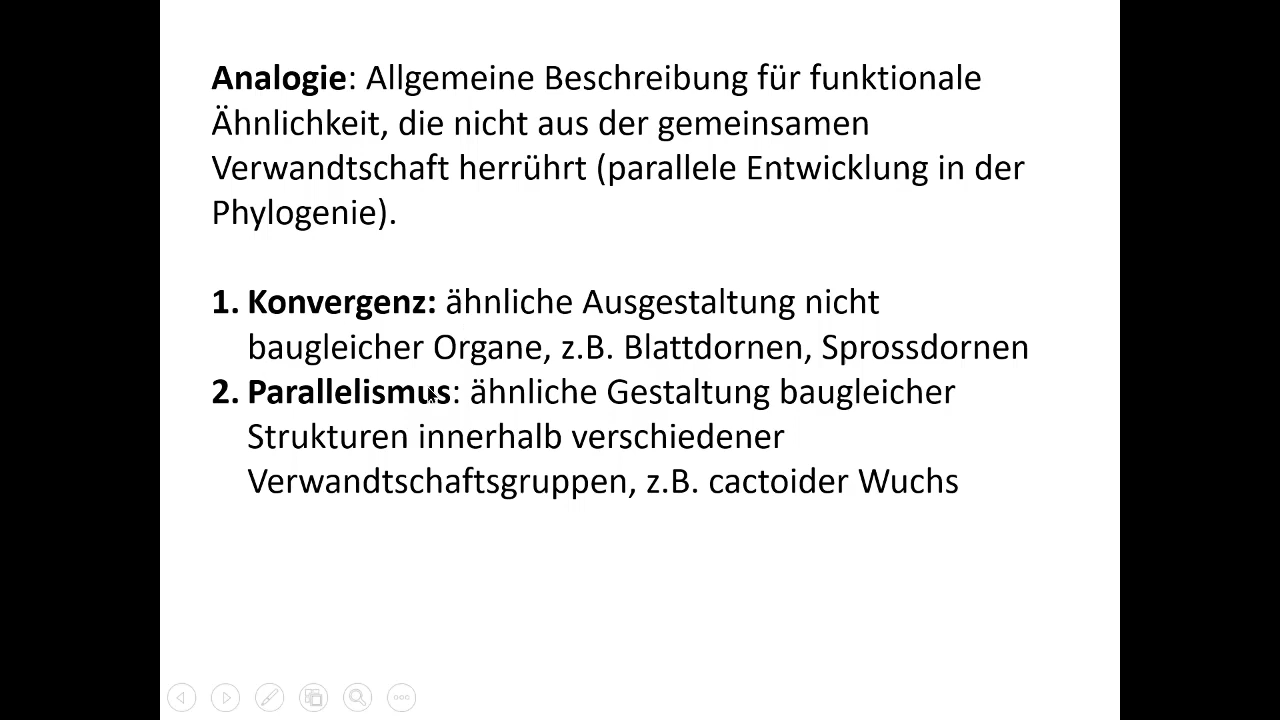 Analogie: Allgemeine Beschreibung für funktionale
Ähnlichkeit, die nicht aus der gemeinsamen
Verwandtschaft herrührt (parallele Entwicklung in der
Phylogenie).
1. Konvergenz: ähnliche Ausgestaltung nicht
baugleicher Organe, z.B. Blattdornen, Sprossdornen
2. Parallelismus: ähnliche Gestaltung baugleicher
Strukturen innerhalb verschiedener
Verwandtschaftsgruppen, z.B. cactoider Wuchs